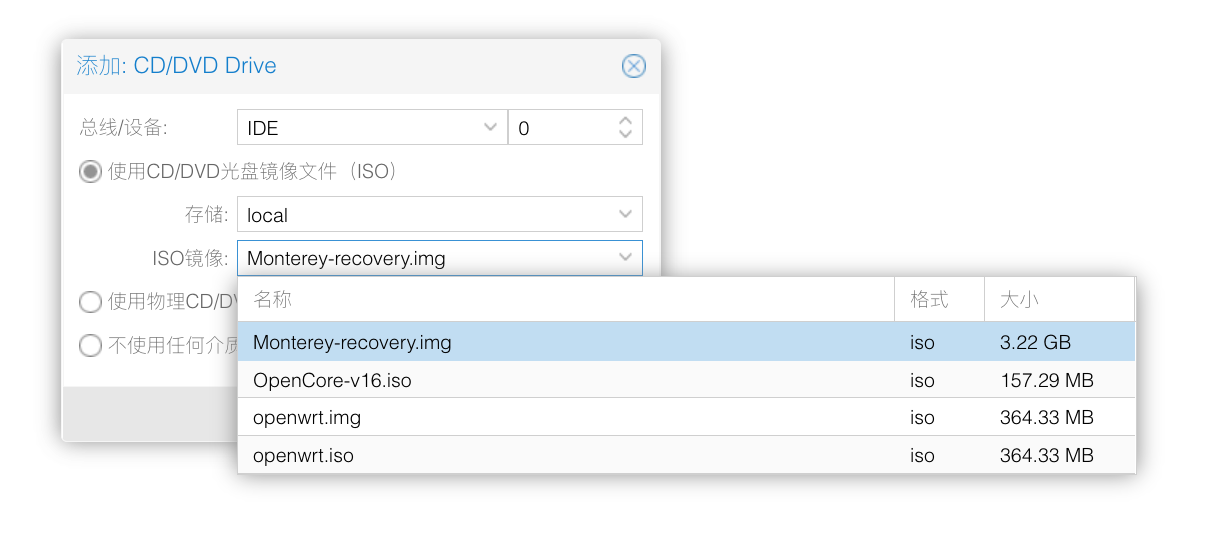 添加: CD/DVD Drive
总线/设备: IDE 0
使用CD/DVD光盘镜像文件（ISO）
存储: local
ISO镜像: Monterey-recovery.img
名称 格式 大小
使用物理CD/DV
Monterey-recovery.img iso 3.22 GB
不使用任何介质
OpenCore-v16.iso iso 157.29 MB
openwrt.img iso 364.33 MB
openwrt.iso iso 364.33 MB